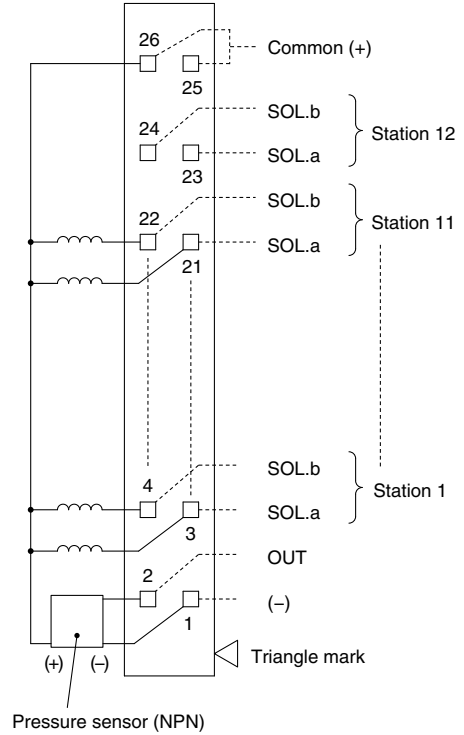 26
Common (+)
25
24
SOL.b
Station 12
SOL.a
23
22
SOL.b
Station 11
SOL.a
21
4
SOL.b
Station 1
SOL.a
3
2
OUT
(–)
1
(+)
(–)
Triangle mark
Pressure sensor (NPN)